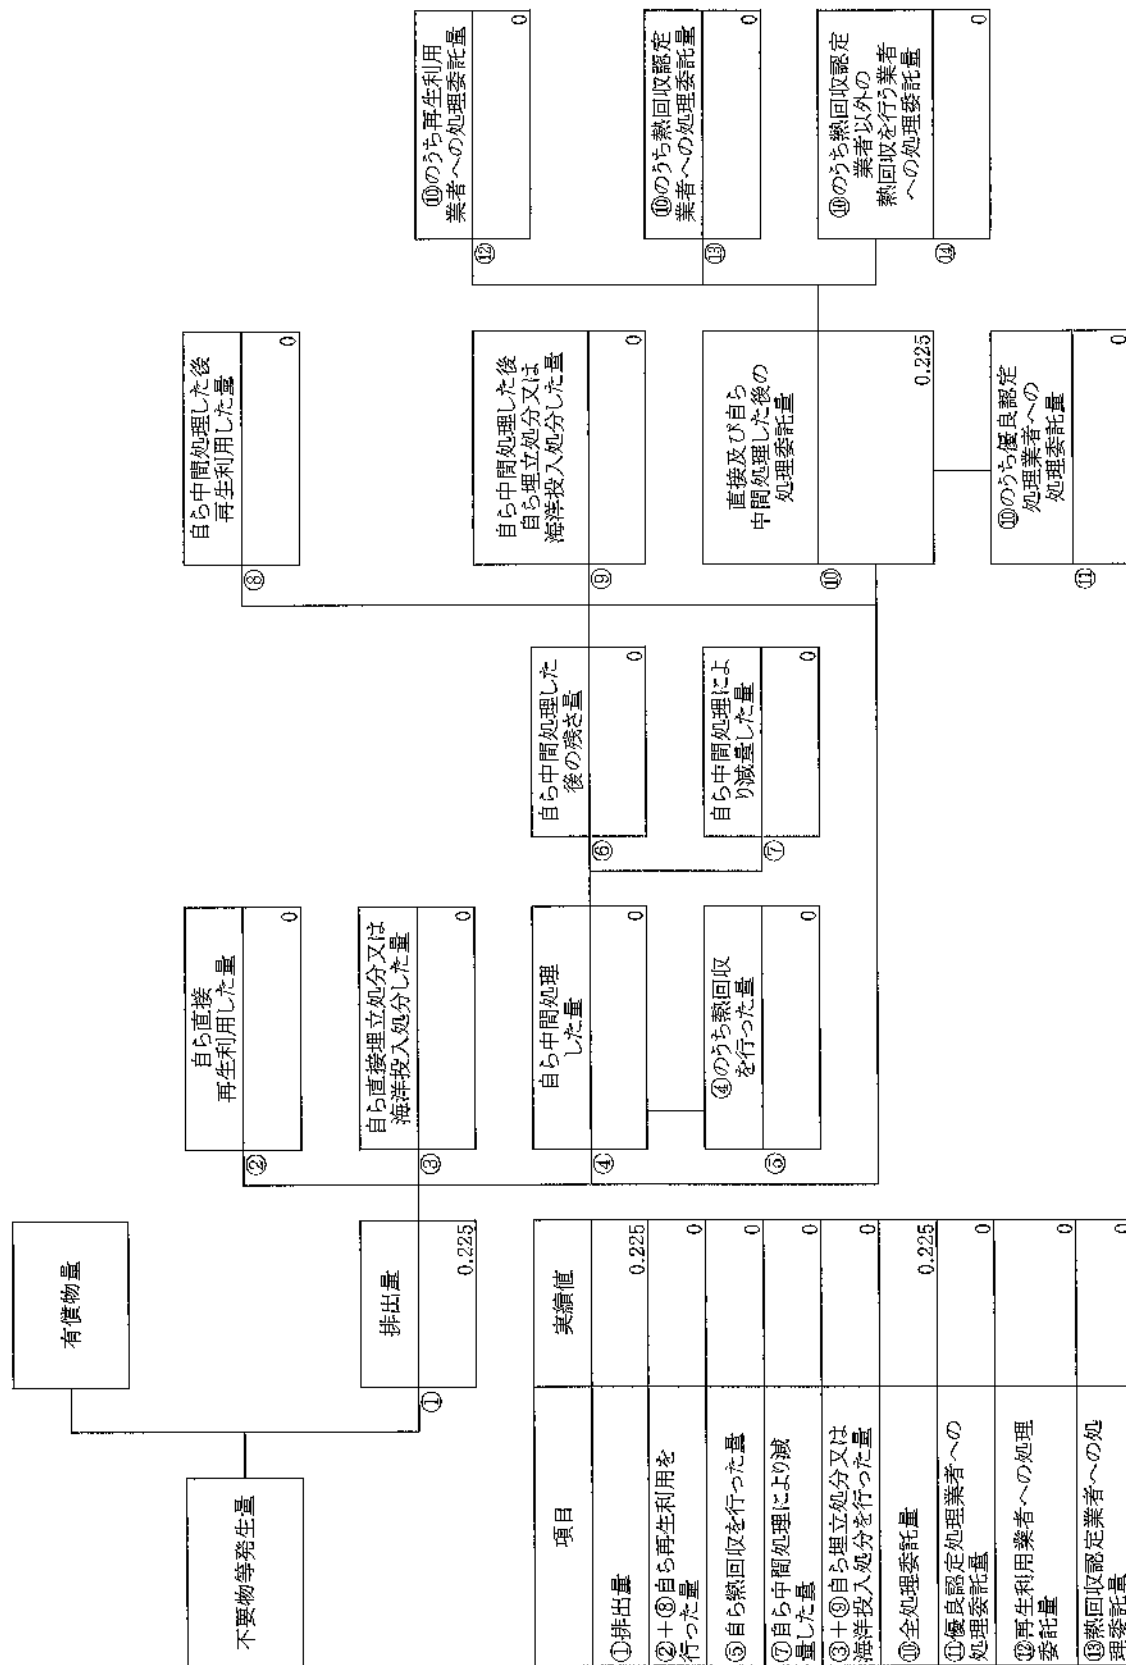 不要物等発生量
有償物量
排出量
①
0.225
自ら直接
再生利用した量
②
0
自ら直接埋立処分又は
海洋投入処分した量
③
0
自ら中間処理
した量
④
0
④のうち熱回収
を行った量
⑤
0
自ら中間処理した
後の残さ量
⑥
0
自ら中間処理によ
り減量した量
⑦
0
自ら中間処理した後
再生利用した量
⑧
0
自ら中間処理した後
自ら埋立処分又は
海洋投入処分した量
⑨
0
直接及び自ら
中間処理した後の
処理委託量
⑩
0.225
⑩のうち優良認定
処理業者への
処理委託量
⑪
0
⑩のうち再生利用
業者への処理委託量
⑫
0
⑩のうち熱回収認定
業者への処理委託量
⑬
0
⑩のうち熱回収認定
業者以外の
熱回収を行う業者
への処理委託量
⑭
0
項目
実績値
①排出量
0.225
②+⑧自ら再生利用を
行った量
0
⑤自ら熱回収を行った量
0
⑦自ら中間処理により減
量した量
0
③+⑨自ら埋立処分又は
海洋投入処分を行った量
0
⑩全処理委託量
0.225
⑪優良認定処理業者への
処理委託量
0
⑫再生利用業者への処理
委託量
0
⑬熱回収認定業者への処
理委託量
0